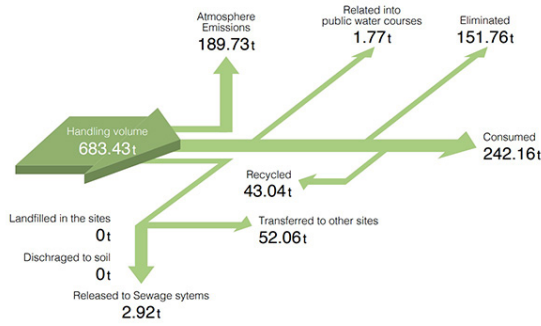 Atmosphere
Emissions
189.73t
Related into
public water courses
1.77t
Eliminated
151.76t
Handling volume
683.43t
Consumed
242.16t
Recycled
43.04t
Landfilled in the sites
0t
Transferred to other sites
52.06t
Dischraged to soil
0t
Released to Sewage sytems
2.92t